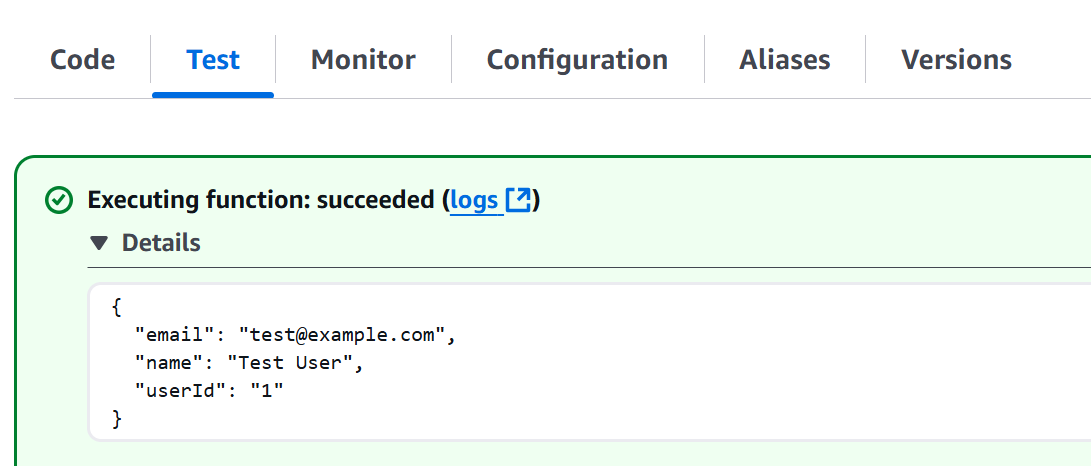 Code Test Monitor Configuration Aliases Versions
Executing function: succeeded (logs)
Details
{
"email": "test@example.com",
"name": "Test User",
"userId": "1"
}